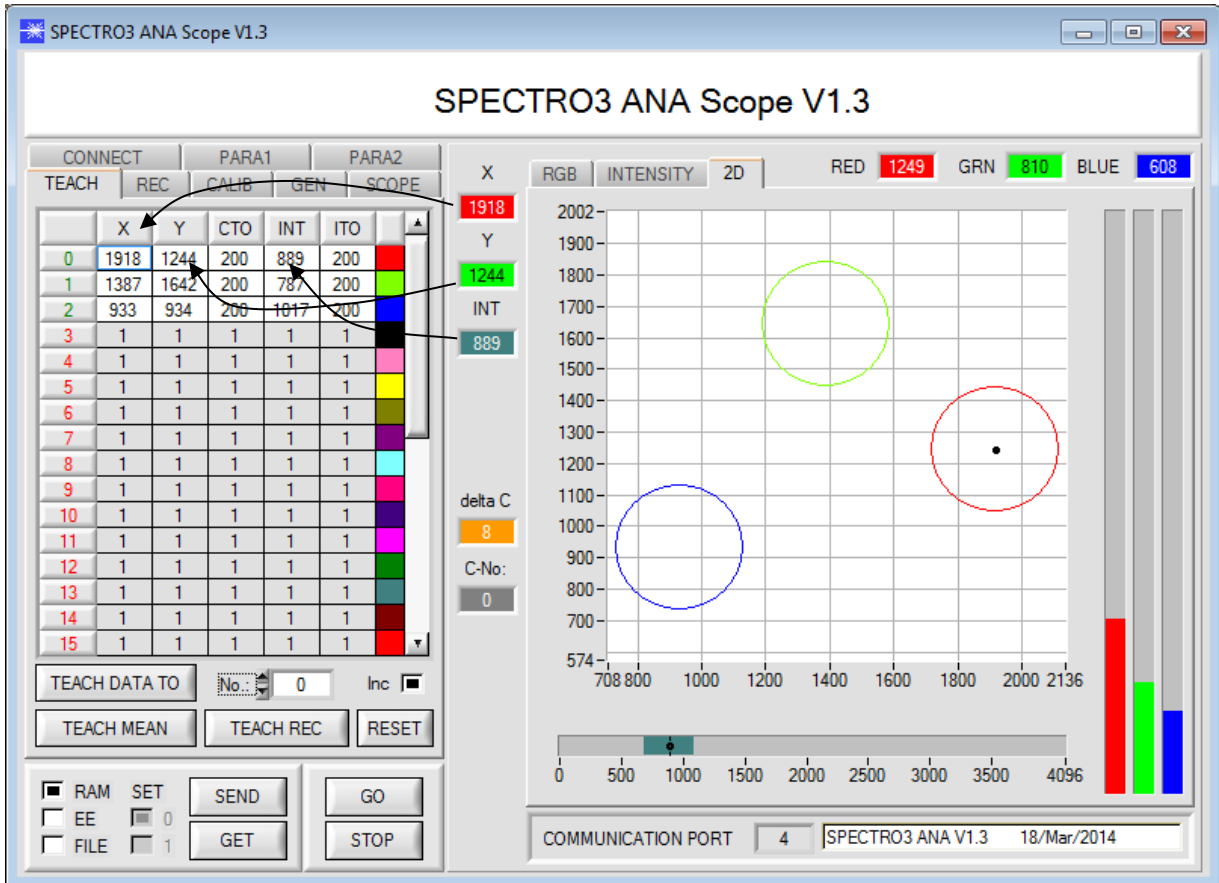 SPECTRO3 ANA Scope V1.3
SPECTRO3 ANA Scope V1.3
CONNECT PARA1 PARA2
TEACH REC CALIB GEN SCOPE
X Y CTO INT ITO
0 1918 1244 200 889 200
1 1387 1642 200 787 200
2 933 934 200 1017 200
3 1 1 1 1 1
4 1 1 1 1 1
5 1 1 1 1 1
6 1 1 1 1 1
7 1 1 1 1 1
8 1 1 1 1 1
9 1 1 1 1 1
10 1 1 1 1 1
11 1 1 1 1 1
12 1 1 1 1 1
13 1 1 1 1 1
14 1 1 1 1 1
15 1 1 1 1 1
TEACH DATA TO No.: 0 Inc
TEACH MEAN TEACH REC RESET
RAM SET SEND GO
EE 0
FILE 1 GET STOP
X
1918
Y
1244
INT
889
delta C
8
C-No:
0
RGB INTENSITY 2D RED 1249 GRN 810 BLUE 608
2002
1900
1800
1700
1600
1500
1400
1300
1200
1100
1000
900
800
700
574
708 800 1000 1200 1400 1600 1800 2000 2136
0 500 1000 1500 2000 2500 3000 3500 4096
COMMUNICATION PORT 4 SPECTRO3 ANA V1.3 18/Mar/2014